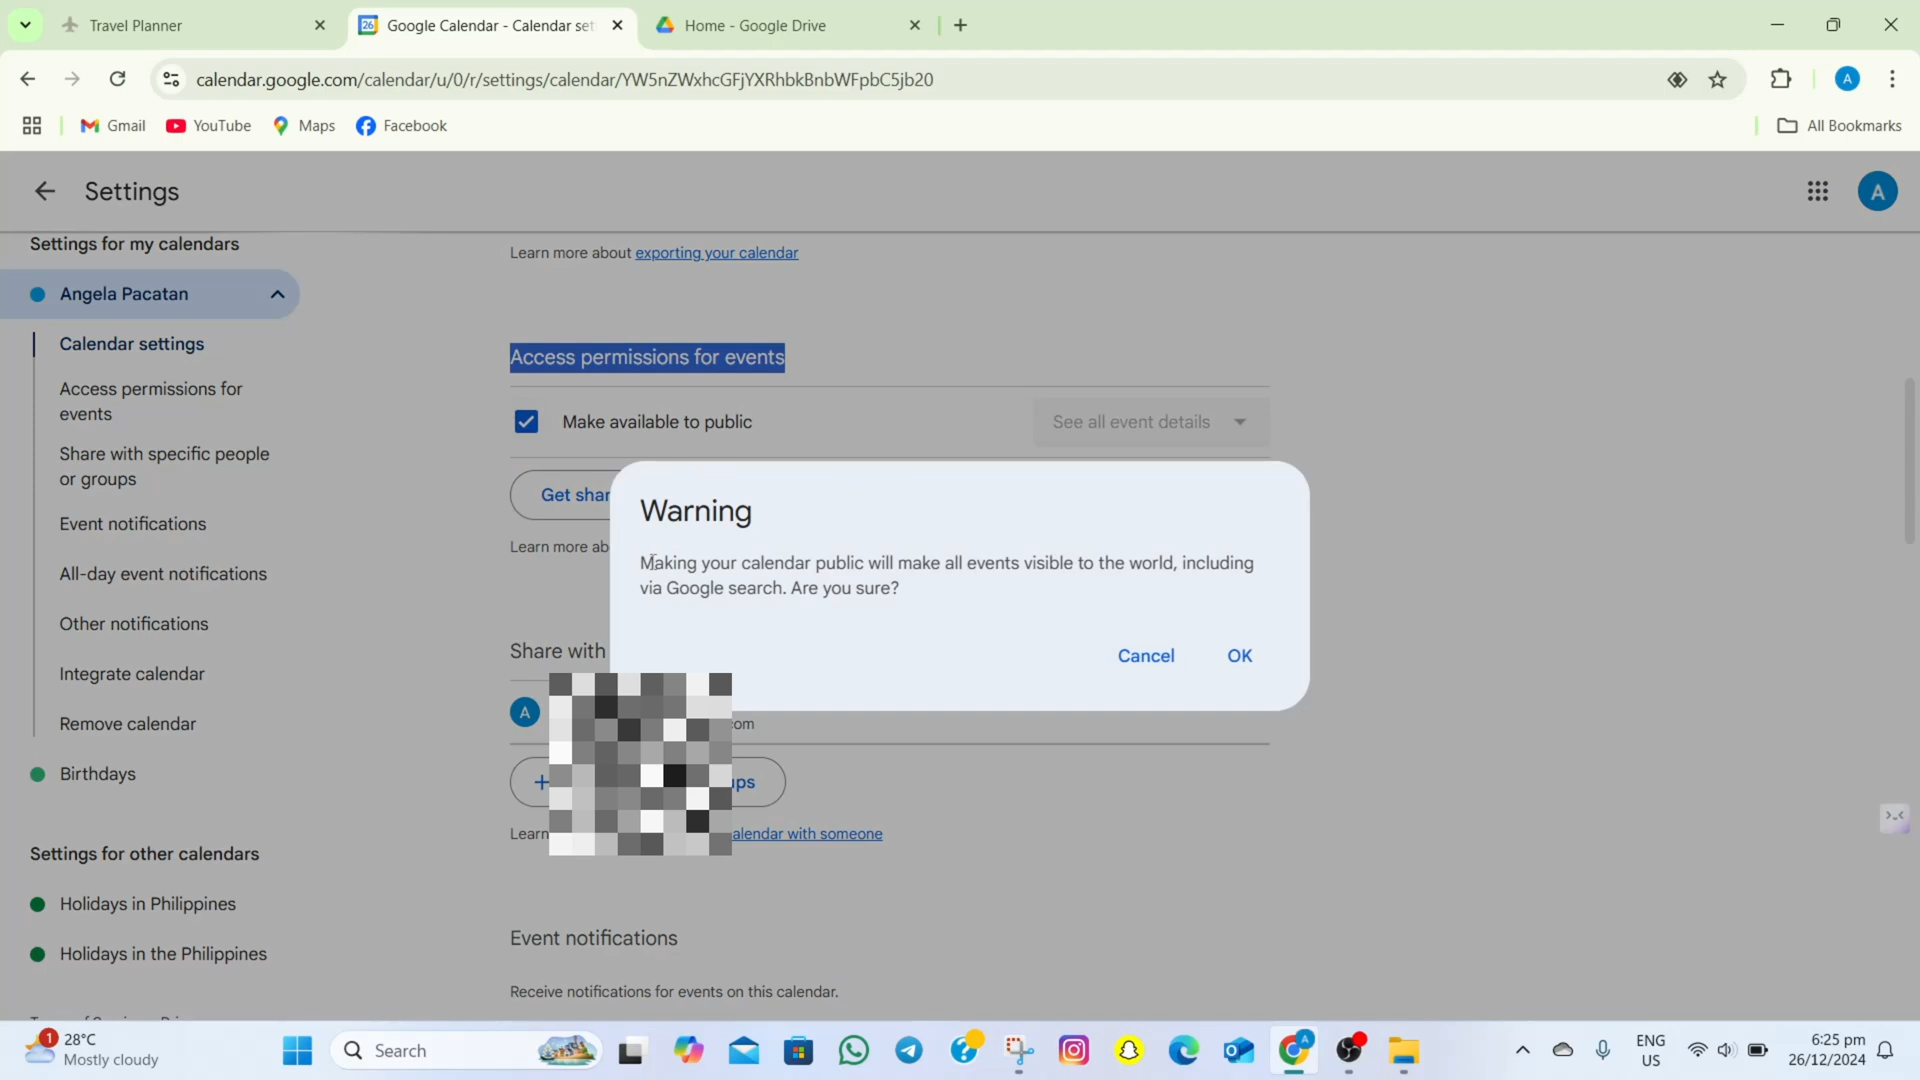 Travel Planner
Google Calendar - Calendar set
Home - Google Drive
calendar.google.com/calendar/u/0/r/settings/calendar/YW5nZWxhcGFjYXRhbkBnbWFpbC5jb20
A
Gmail
YouTube
Maps
Facebook
All Bookmarks
Settings
A
Settings for my calendars
Angela Pacatan
Calendar settings
Access permissions for
events
Share with specific people
or groups
Event notifications
All-day event notifications
Other notifications
Integrate calendar
Remove calendar
Birthdays
Settings for other calendars
Holidays in Philippines
Holidays in the Philippines
Learn more about exporting your calendar
Access permissions for events
Make available to public
See all event details
Get shar
Learn more ab
Warning
Making your calendar public will make all events visible to the world, including
via Google search. Are you sure?
Cancel
OK
Share with
A
com
+
ups
Learn
alendar with someone
Event notifications
Receive notifications for events on this calendar.
1
28°C
Mostly cloudy
Search
ENG
US
6:25 pm
26/12/2024